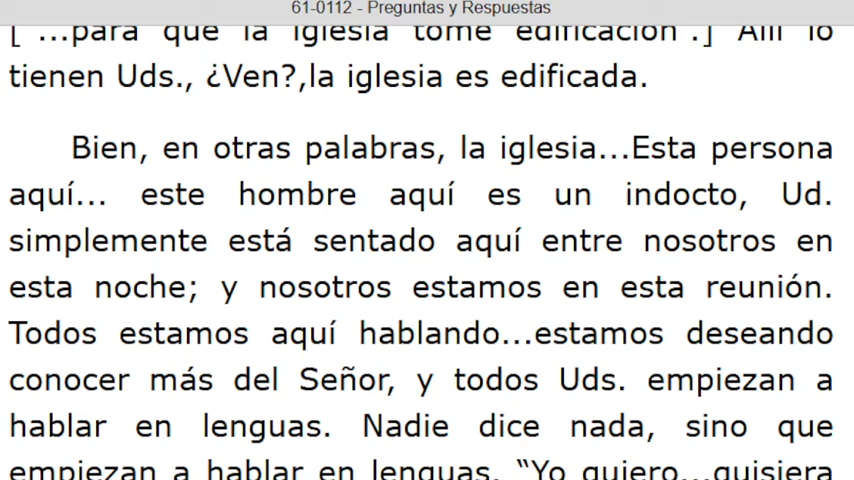 61-0112 - Preguntas y Respuestas
[ ...para que la iglesia tome edificación .] Allí lo
tienen Uds., ¿Ven?,la iglesia es edificada.
Bien, en otras palabras, la iglesia...Esta persona
aquí... este hombre aquí es un indocto, Ud.
simplemente está sentado aquí entre nosotros en
esta noche; y nosotros estamos en esta reunión.
Todos estamos aquí hablando...estamos deseando
conocer más del Señor, y todos Uds. empiezan a
hablar en lenguas. Nadie dice nada, sino que
empiezan a hablar en lenguas. “Yo quiero...quisiera